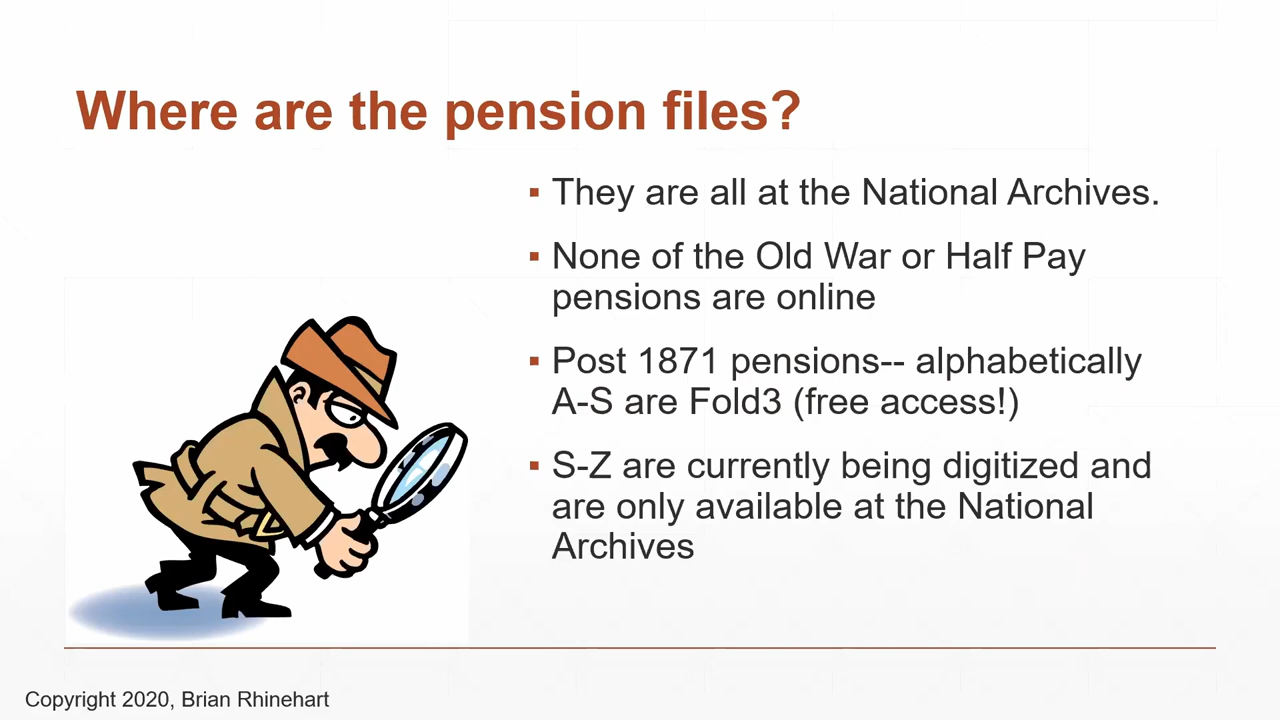 Where are the pension files?
▪ They are all at the National Archives.
▪ None of the Old War or Half Pay
pensions are online
▪ Post 1871 pensions-- alphabetically
A-S are Fold3 (free access!)
▪ S-Z are currently being digitized and
are only available at the National
Archives
Copyright 2020, Brian Rhinehart